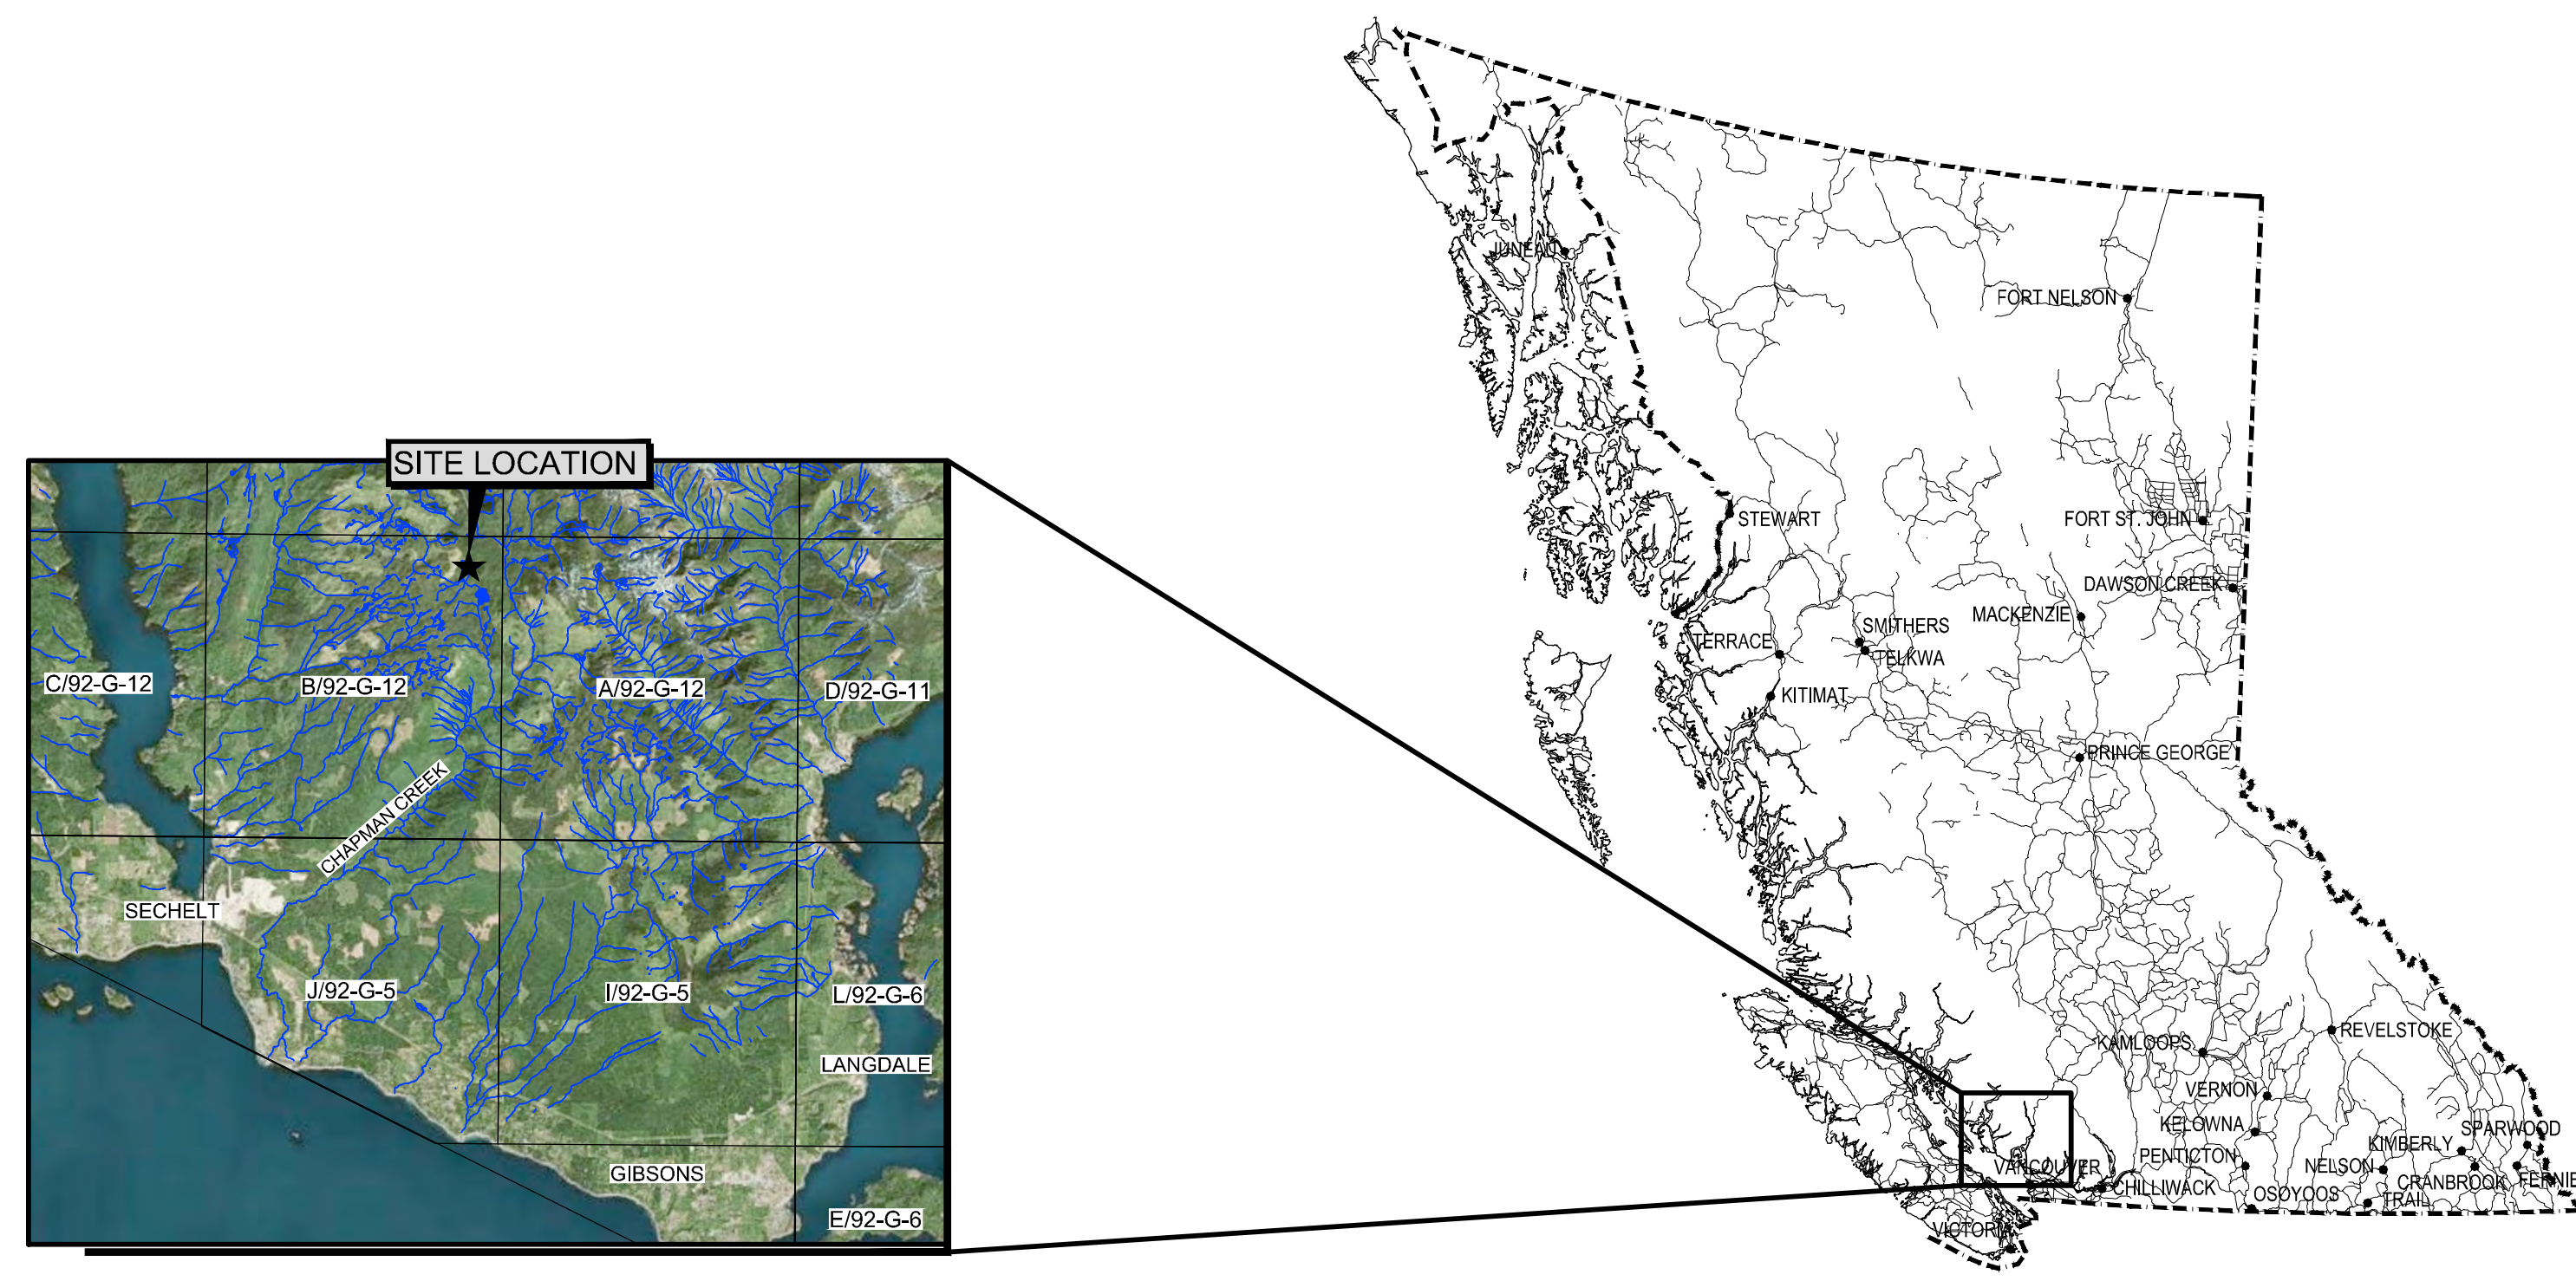 SITE LOCATION
C/92-G-12
B/92-G-12
A/92-G-12
D/92-G-11
CHAPMAN CREEK
SECHELT
J/92-G-5
I/92-G-5
L/92-G-6
LANGDALE
GIBSONS
E/92-G-6
JUNEAU
FORT NELSON
STEWART
FORT ST. JOHN
DAWSON CREEK
MACKENZIE
SMITHERS
TERRACE
TELKWA
KITIMAT
PRINCE GEORGE
REVELSTOKE
KAMLOOPS
VERNON
KELOWNA
SPARWOOD
KIMBERLY
PENTICTON
NELSON
VANCOUVER
CRANBROOK
FERNIE
CHILLIWACK
OSOYOOS
TRAIL
VICTORIA